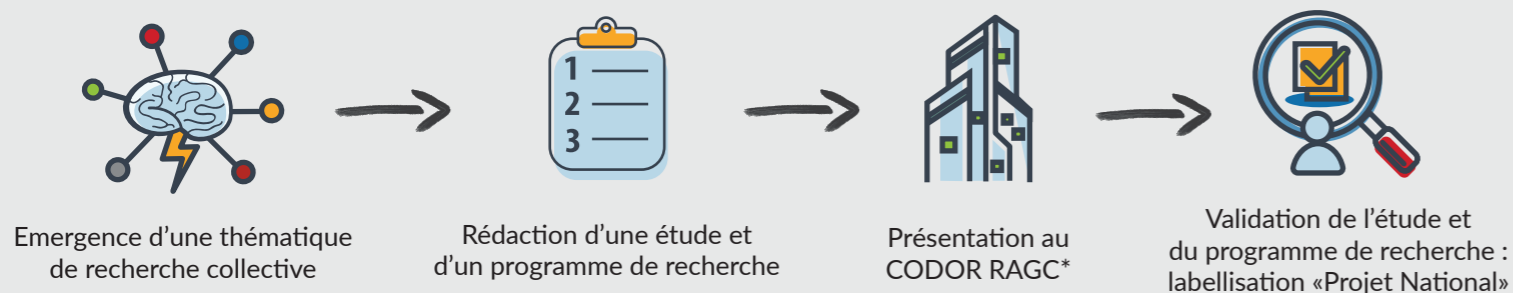 1
2
3
Emergence d’une thématique
de recherche collective
Rédaction d’une étude et
d’un programme de recherche
Présentation au
CODOR RAGC*
Validation de l’étude et
du programme de recherche :
labellisation «Projet National»